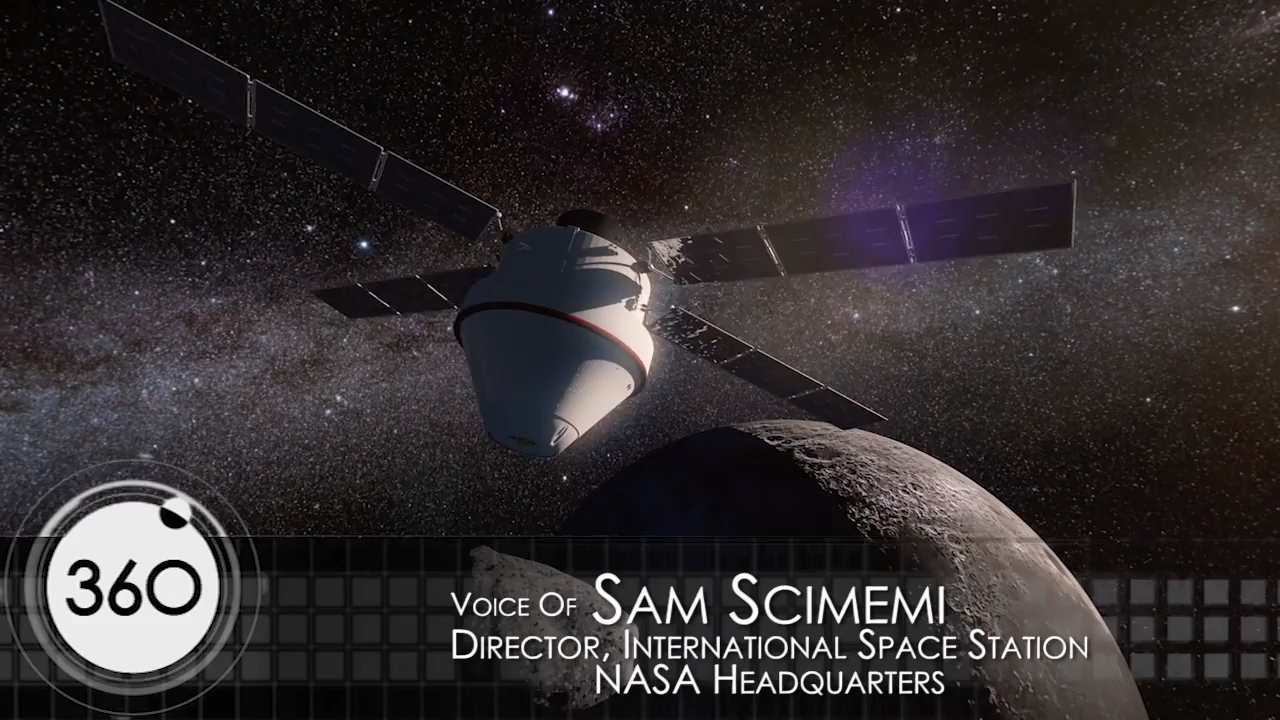 360
Voice Of Sam Scimemi
Director, International Space Station
NASA Headquarters